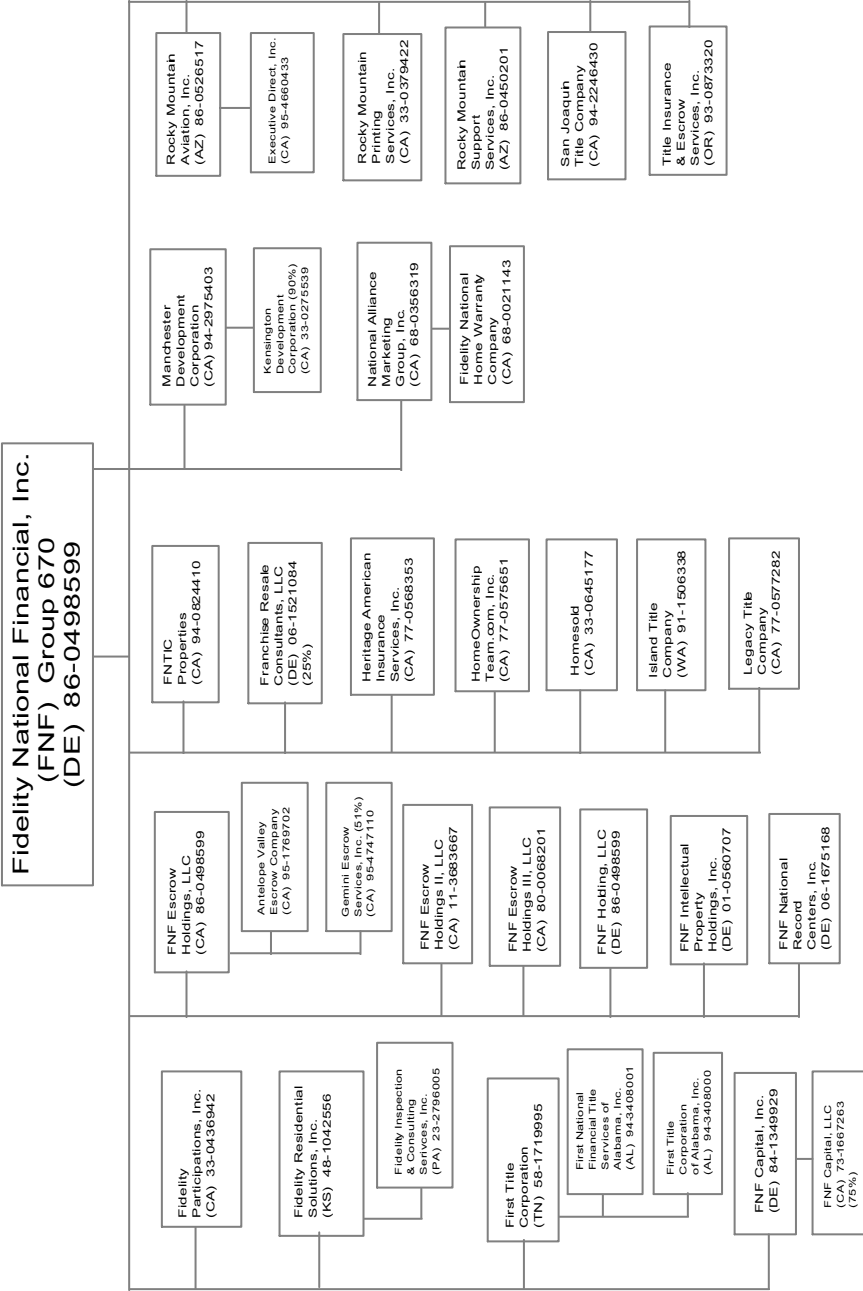 Fidelity National Financial, Inc.
(FNF) Group 670
(DE) 86-0498599
Fidelity
Participations, Inc.
(CA) 33-0436942
Fidelity Residential
Solutions, Inc.
(KS) 48-1042556
Fidelity Inspection
& Consulting
Serivces, Inc.
(PA) 23-2796005
First Title
Corporation
(TN) 58-1719995
First National
Financial Title
Services of
Alabama, Inc.
(AL) 94-3408001
First Title
Corporation
of Alabama, Inc.
(AL) 94-3408000
FNF Capital, Inc.
(DE) 84-1349929
FNF Capital, LLC
(CA) 73-1667263
(75%)
FNF Escrow
Holdings, LLC
(CA) 86-0498599
Antelope Valley
Escrow Company
(CA) 95-1769702
Gemini Escrow
Services, Inc. (51%)
(CA) 95-4747110
FNF Escrow
Holdings II, LLC
(CA) 11-3683667
FNF Escrow
Holdings III, LLC
(CA) 80-0068201
FNF Holding, LLC
(DE) 86-0498599
FNF Intellectual
Property
Holdings, Inc.
(DE) 01-0560707
FNF National
Record
Centers, Inc.
(DE) 06-1675168
FNTIC
Properties
(CA) 94-0824410
Franchise Resale
Consultants, LLC
(DE) 06-1521084
(25%)
Heritage American
Insurance
Services, Inc.
(CA) 77-0568353
HomeOwnership
Team.com, Inc.
(CA) 77-0575651
Homesold
(CA) 33-0645177
Island Title
Company
(WA) 91-1506338
Legacy Title
Company
(CA) 77-0577282
Manchester
Development
Corporation
(CA) 94-2975403
Kensington
Development
Corporation (90%)
(CA) 33-0275539
National Alliance
Marketing
Group, Inc.
(CA) 68-0356319
Fidelity National
Home Warranty
Company
(CA) 68-0021143
Rocky Mountain
Aviation, Inc.
(AZ) 86-0526517
Executive Direct, Inc.
(CA) 95-4660433
Rocky Mountain
Printing
Services, Inc.
(CA) 33-0379422
Rocky Mountain
Support
Services, Inc.
(AZ) 86-0450201
San Joaquin
Title Company
(CA) 94-2246430
Title Insurance
& Escrow
Services, Inc.
(OR) 93-0873320